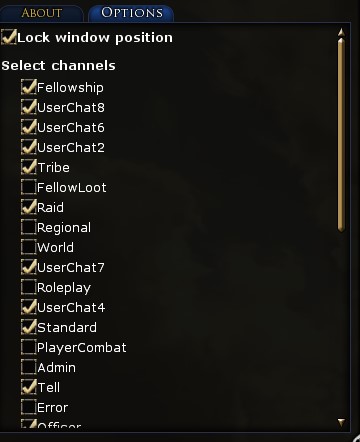 About Options
Lock window position
Select channels
Fellowship
UserChat8
UserChat6
UserChat2
Tribe
FellowLoot
Raid
Regional
World
UserChat7
Roleplay
UserChat4
Standard
PlayerCombat
Admin
Tell
Error
Officer